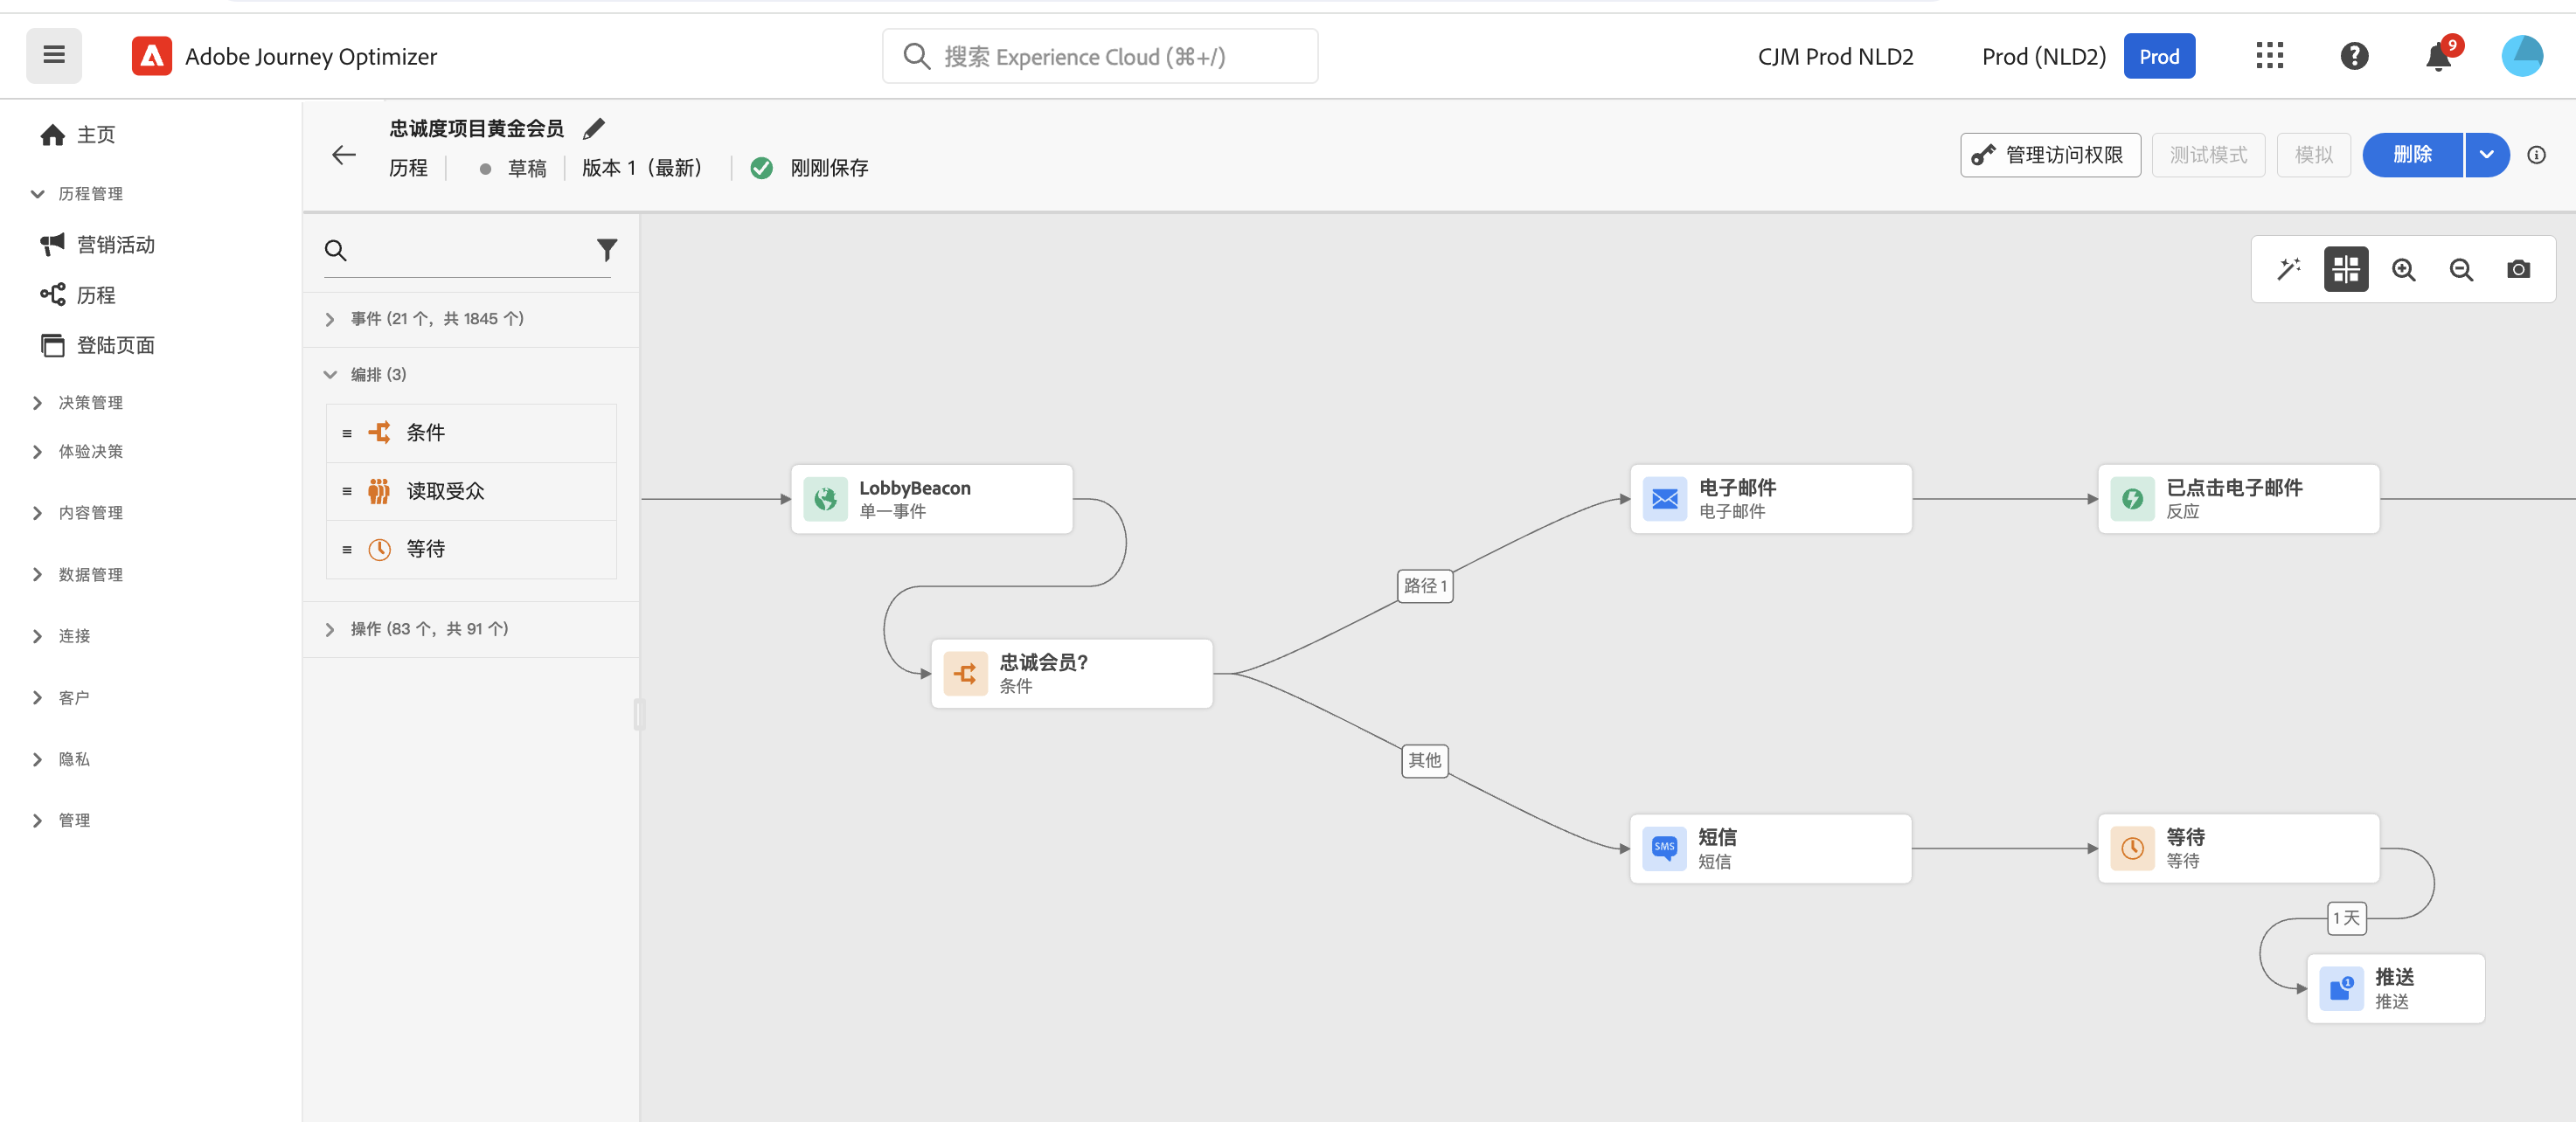 Adobe Journey Optimizer
搜索 Experience Cloud (⌘+/)
CJM Prod NLD2
Prod (NLD2)
Prod
9
主页
历程管理
营销活动
历程
登陆页面
决策管理
体验决策
内容管理
数据管理
连接
客户
隐私
管理
忠诚度项目黄金会员
历程
草稿
版本 1（最新）
刚刚保存
管理访问权限
测试模式
模拟
删除
事件 (21 个，共 1845 个)
编排 (3)
条件
读取受众
等待
操作 (83 个，共 91 个)
LobbyBeacon
单一事件
忠诚会员?
条件
路径 1
其他
电子邮件
电子邮件
已点击电子邮件
反应
SMS
短信
短信
等待
等待
1 天
1
推送
推送